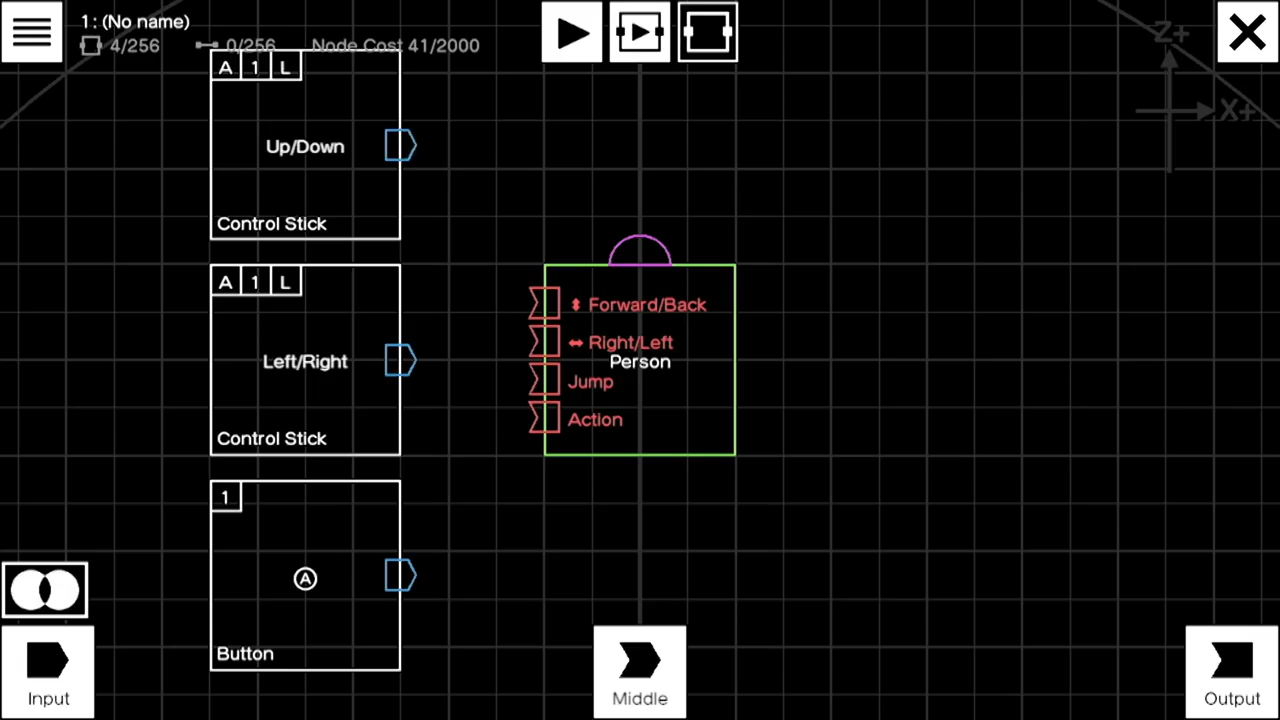 1: (No name)
4/256 0/256 Node Cost 41/2000
Z+
X+
A 1 L
Up/Down
Control Stick
A 1 L
Left/Right
Control Stick
Forward/Back
Right/Left
Person
Jump
Action
1
A
Button
Input
Middle
Output